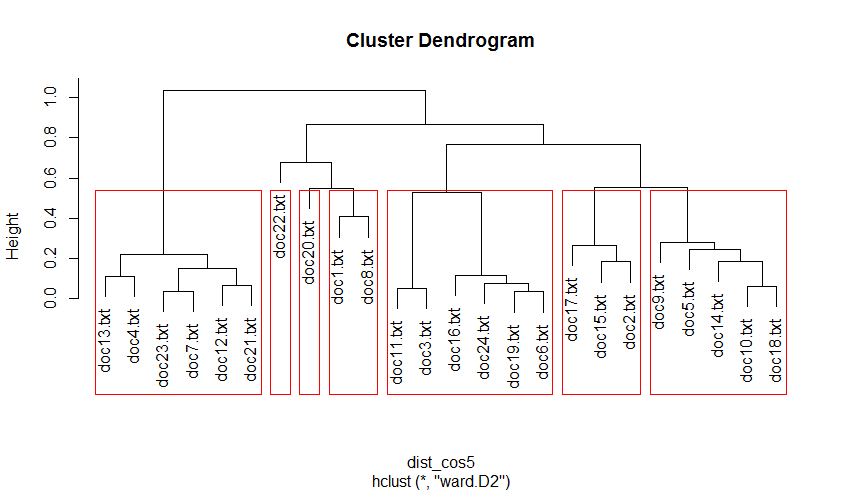 Cluster Dendrogram
Height
1.0
0.8
0.6
0.4
0.2
0.0
doc13.txt
doc4.txt
doc23.txt
doc7.txt
doc12.txt
doc21.txt
doc22.txt
doc20.txt
doc1.txt
doc8.txt
doc11.txt
doc3.txt
doc16.txt
doc24.txt
doc19.txt
doc6.txt
doc17.txt
doc15.txt
doc2.txt
doc9.txt
doc5.txt
doc14.txt
doc10.txt
doc18.txt
dist_cos5
hclust (*, "ward.D2")